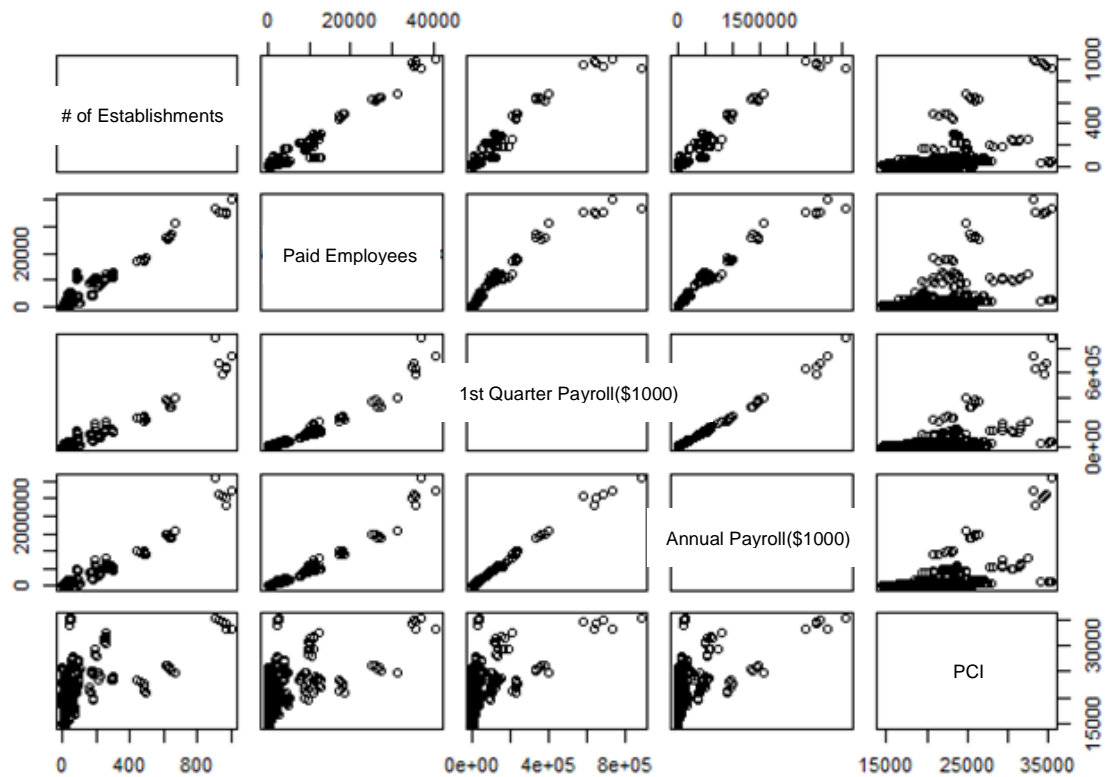 0 20000 40000 0 1500000
# of Establishments
0 400 1000
0 20000
Paid Employees
1st Quarter Payroll($1000)
0e+00 6e+05
0 2000000
Annual Payroll($1000)
PCI
15000 30000
0 400 800 0e+00 4e+05 8e+05 15000 25000 35000